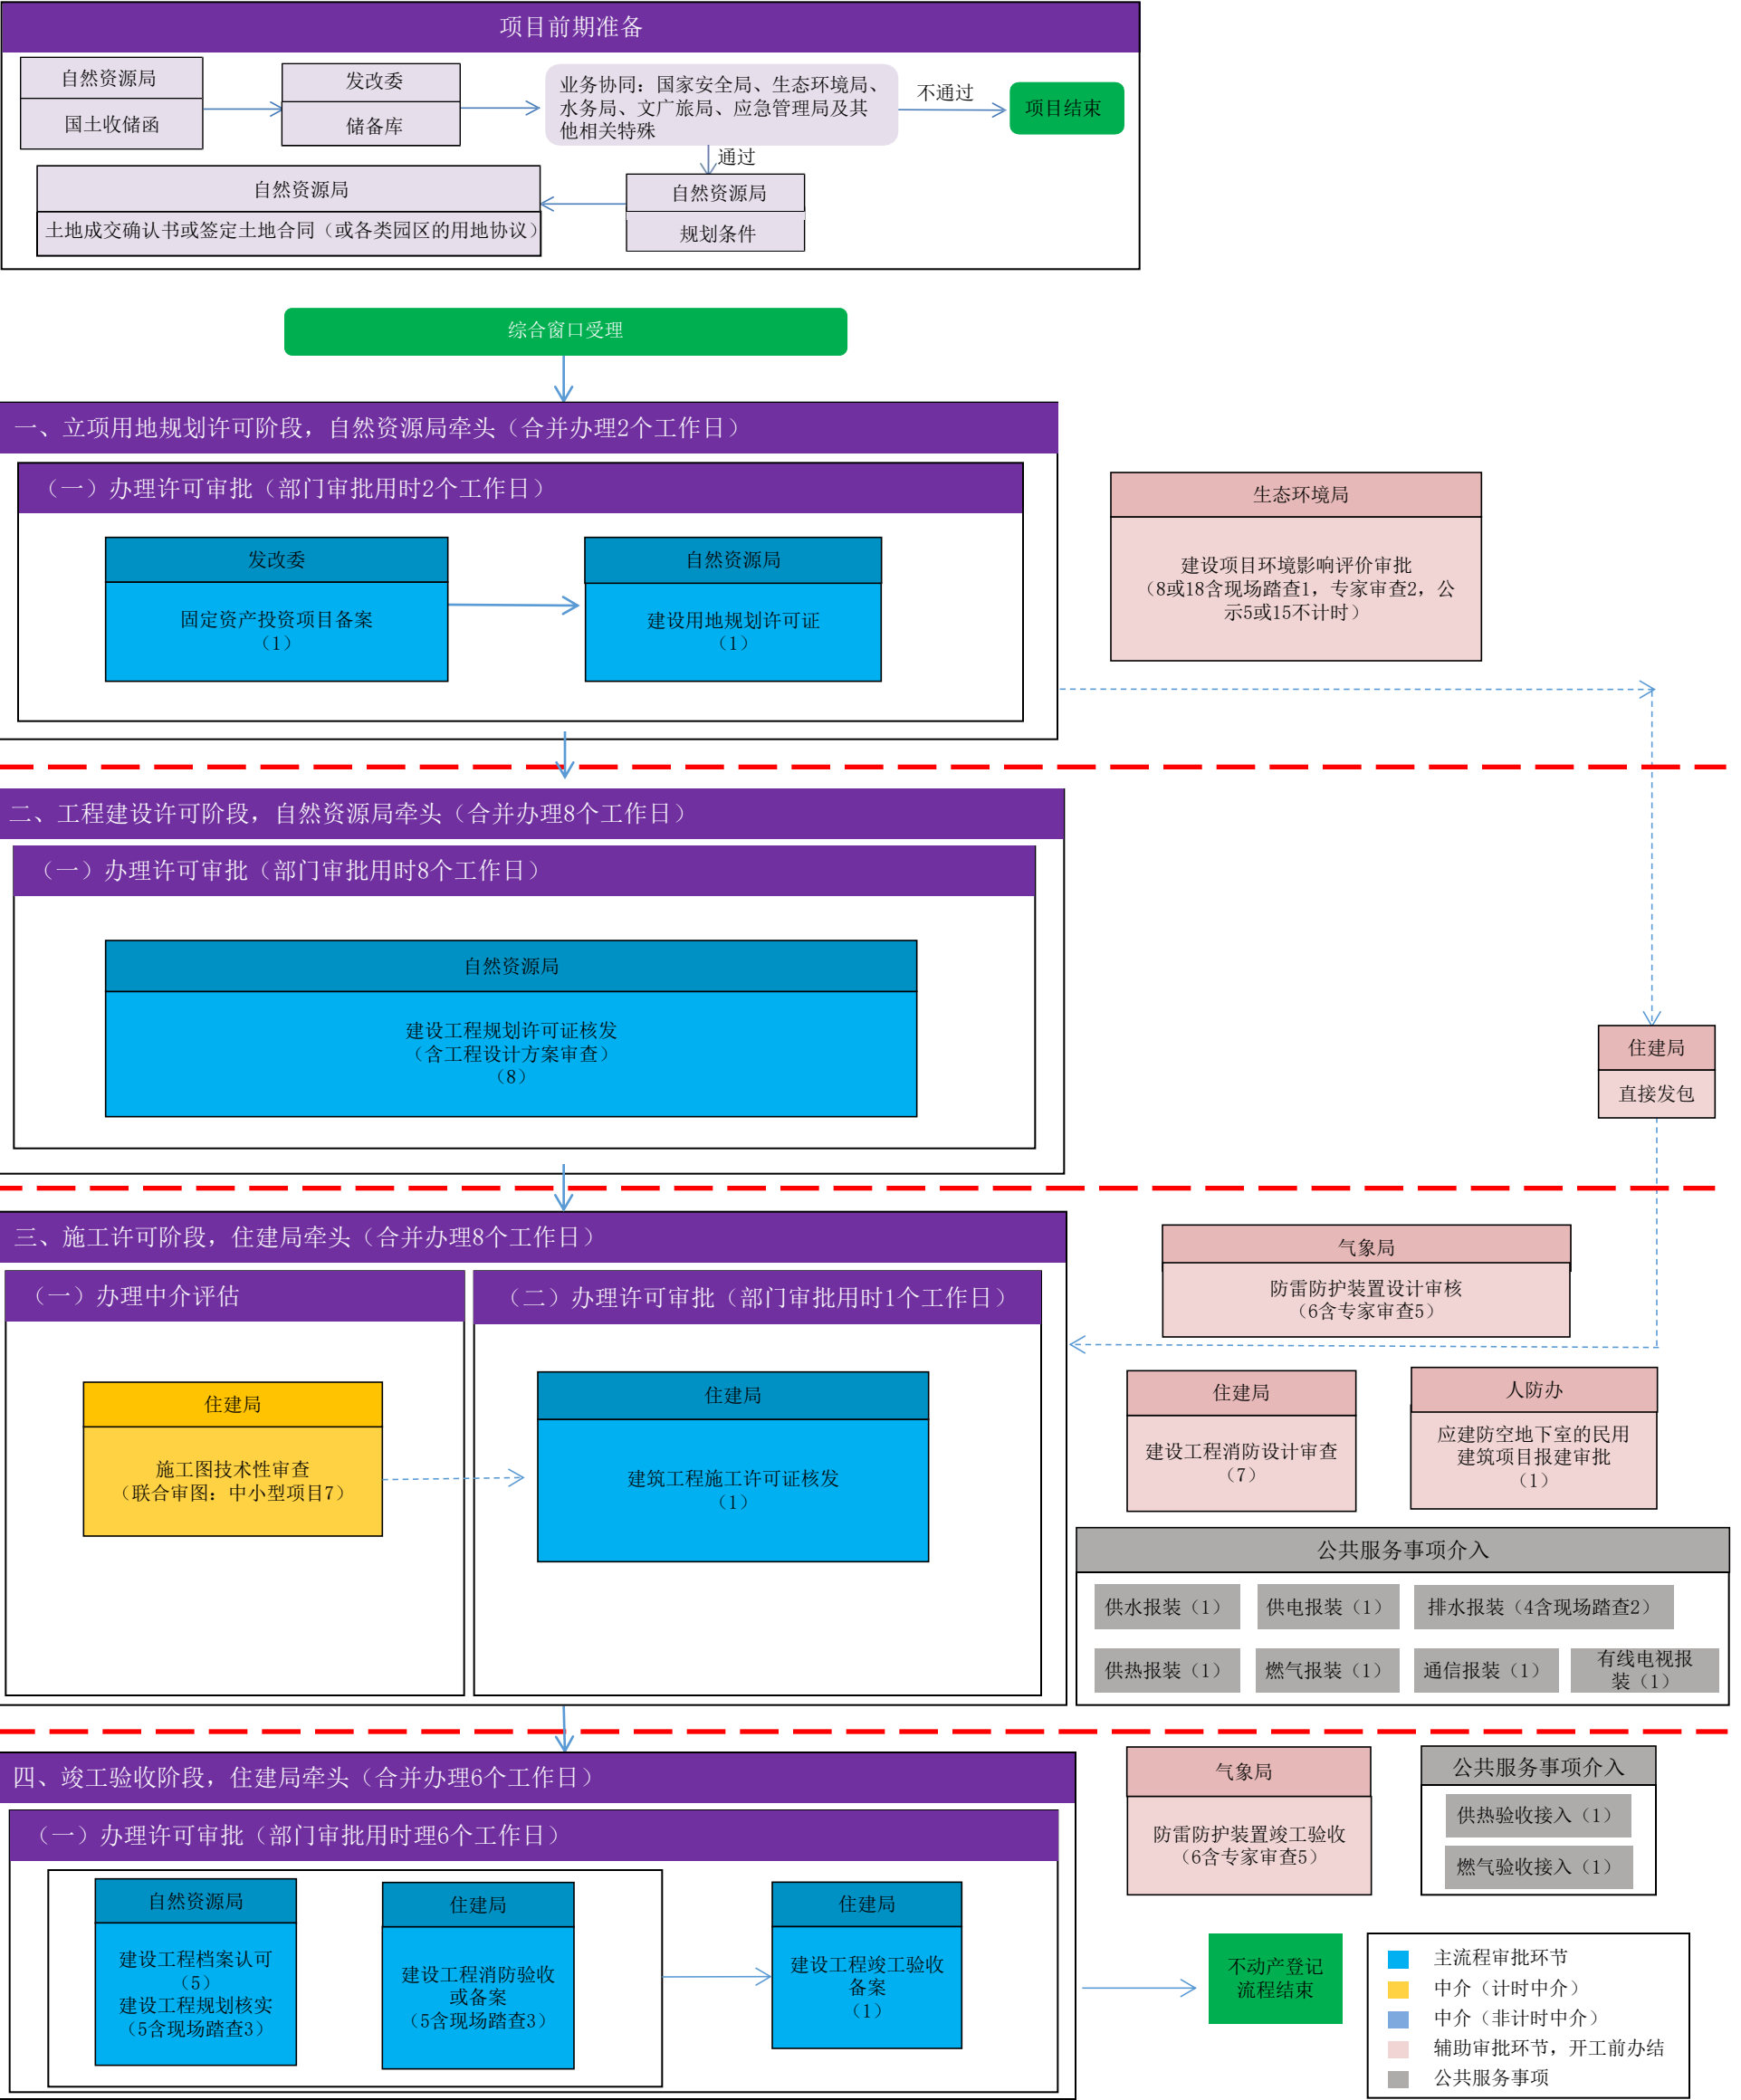 项目前期准备
自然资源局
国土收储函
发改委
储备库
业务协同：国家安全局、生态环境局、
水务局、文广旅局、应急管理局及其
他相关特殊
不通过
项目结束
通过
自然资源局
规划条件
自然资源局
土地成交确认书或签定土地合同（或各类园区的用地协议）
综合窗口受理
一、立项用地规划许可阶段，自然资源局牵头（合并办理2个工作日）
（一）办理许可审批（部门审批用时2个工作日）
发改委
固定资产投资项目备案
（1）
自然资源局
建设用地规划许可证
（1）
生态环境局
建设项目环境影响评价审批
（8或18含现场踏查1，专家审查2，公
示5或15不计时）
二、工程建设许可阶段，自然资源局牵头（合并办理8个工作日）
（一）办理许可审批（部门审批用时8个工作日）
自然资源局
建设工程规划许可证核发
（含工程设计方案审查）
（8）
住建局
直接发包
三、施工许可阶段，住建局牵头（合并办理8个工作日）
（一）办理中介评估
住建局
施工图技术性审查
（联合审图：中小型项目7）
（二）办理许可审批（部门审批用时1个工作日）
住建局
建筑工程施工许可证核发
（1）
气象局
防雷防护装置设计审核
（6含专家审查5）
住建局
建设工程消防设计审查
（7）
人防办
应建防空地下室的民用
建筑项目报建审批
（1）
公共服务事项介入
供水报装（1）
供电报装（1）
排水报装（4含现场踏查2）
供热报装（1）
燃气报装（1）
通信报装（1）
有线电视报
装（1）
四、竣工验收阶段，住建局牵头（合并办理6个工作日）
（一）办理许可审批（部门审批用时理6个工作日）
自然资源局
建设工程档案认可
（5）
建设工程规划核实
（5含现场踏查3）
住建局
建设工程消防验收
或备案
（5含现场踏查3）
住建局
建设工程竣工验收
备案
（1）
气象局
防雷防护装置竣工验收
（6含专家审查5）
公共服务事项介入
供热验收接入（1）
燃气验收接入（1）
不动产登记
流程结束
主流程审批环节
中介（计时中介）
中介（非计时中介）
辅助审批环节，开工前办结
公共服务事项